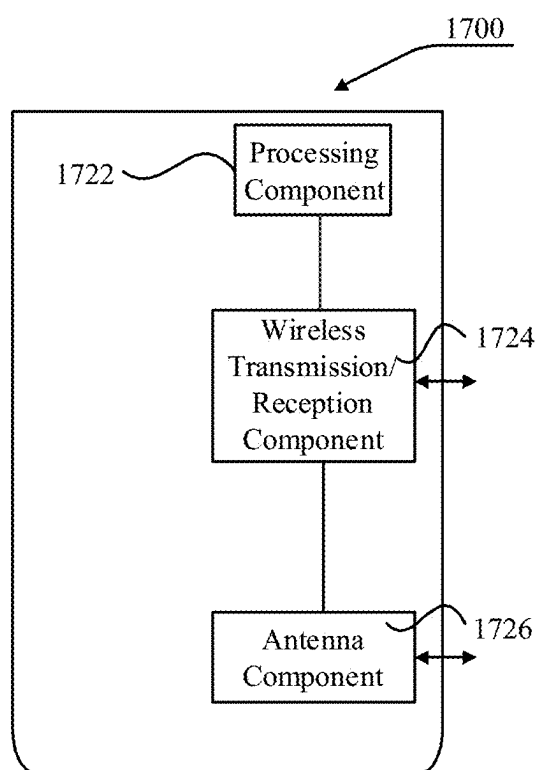 1700
Processing
Component
1722
Wireless
Transmission/
Reception
Component
1724
Antenna
Component
1726